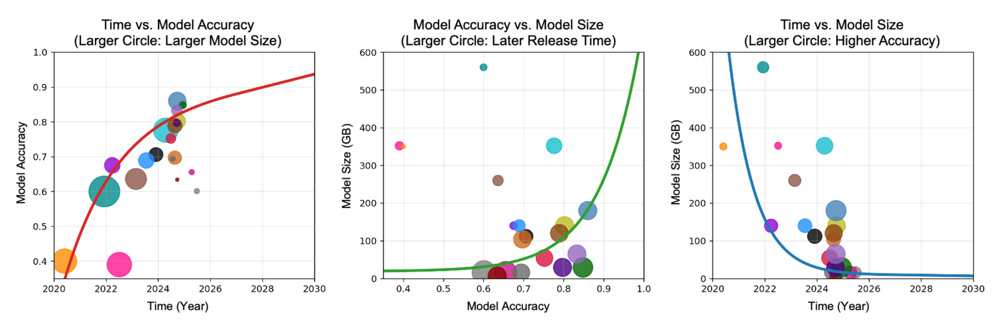 Time vs. Model Accuracy
(Larger Circle: Larger Model Size)
1.0
0.9
0.8
0.7
0.6
0.5
0.4
Model Accuracy
2020 2022 2024 2026 2028 2030
Time (Year)
Model Accuracy vs. Model Size
(Larger Circle: Later Release Time)
600
500
400
300
200
100
0
Model Size (GB)
0.4 0.5 0.6 0.7 0.8 0.9 1.0
Model Accuracy
Time vs. Model Size
(Larger Circle: Higher Accuracy)
600
500
400
300
200
100
0
Model Size (GB)
2020 2022 2024 2026 2028 2030
Time (Year)